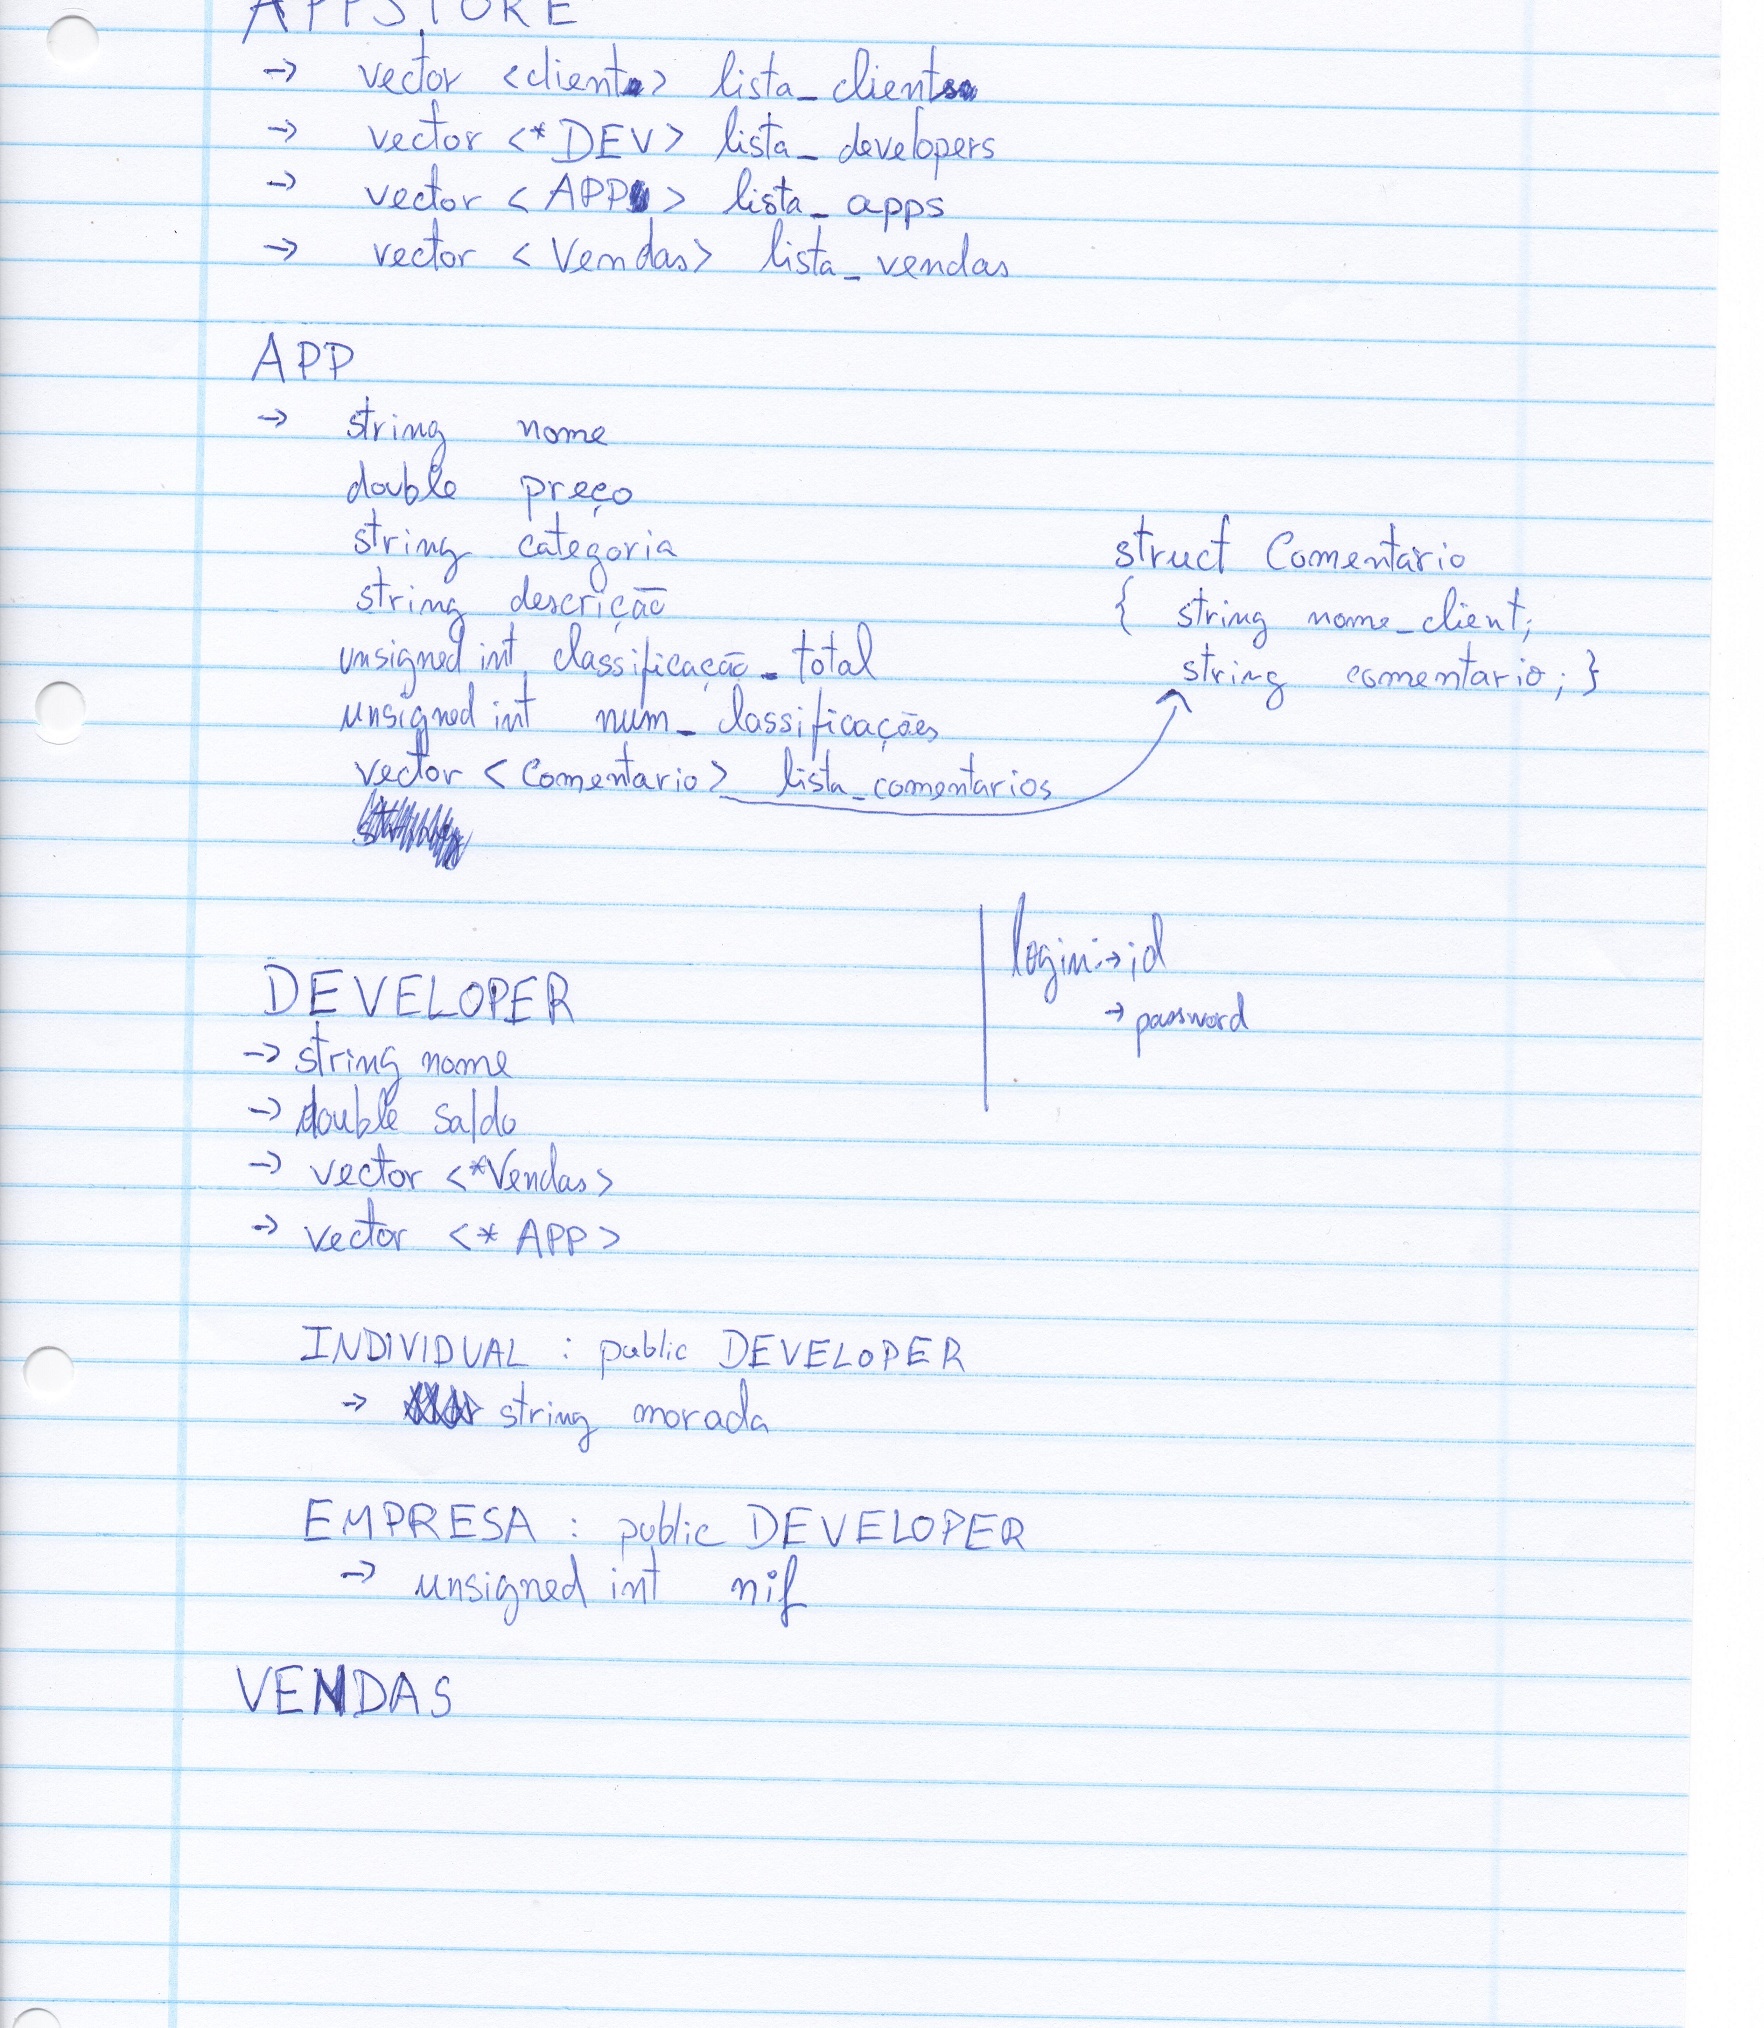 APPSTORE
→ vector <client> lista_clients
→ vector <*DEV> lista_developers
→ vector <APP> lista_apps
→ vector <Vendas> lista_vendas
APP
→ string nome
double preço
string categoria
string descrição
unsigned int classificação_total
unsigned int num_classificações
vector <Comentario> lista_comentarios
struct Comentario
{ string nome_client;
string comentario; }
login:→ id
→ password
DEVELOPER
→ string nome
→ double saldo
→ vector <*Vendas>
→ vector <* APP>
INDIVIDUAL : public DEVELOPER
→ string morada
EMPRESA : public DEVELOPER
→ unsigned int nif
VENDAS